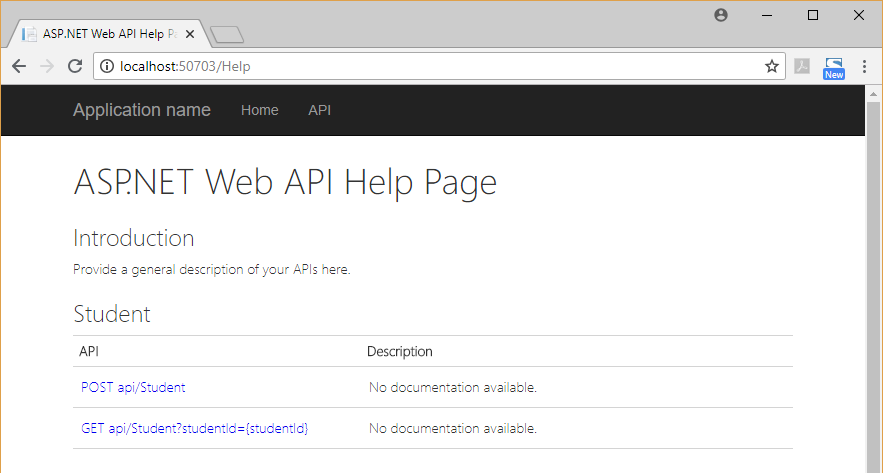 ASP.NET Web API Help Pa
localhost:50703/Help
New
Application name Home API
ASP.NET Web API Help Page
Introduction
Provide a general description of your APIs here.
Student
API Description
POST api/Student No documentation available.
GET api/Student?studentId={studentId} No documentation available.